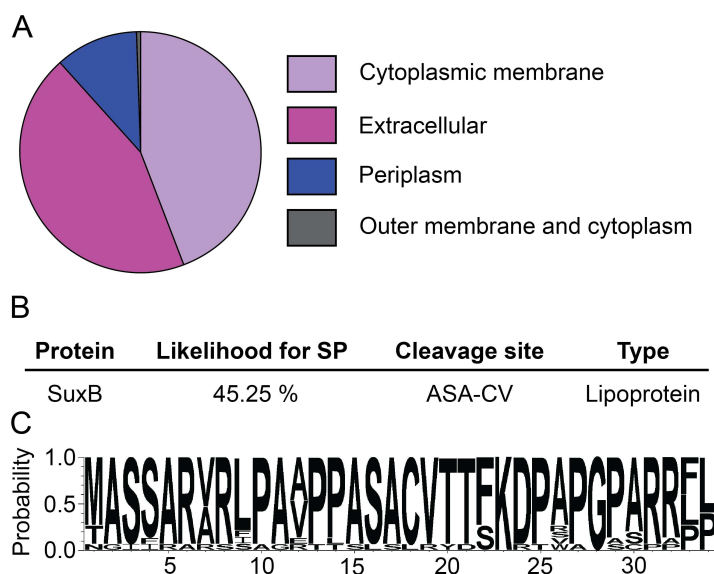 A
Cytoplasmic membrane
Extracellular
Periplasm
Outer membrane and cytoplasm
B
Protein Likelihood for SP Cleavage site Type
SuxB 45.25 % ASA-CV Lipoprotein
C
Probability
1.0
0.5
0.0
MASSARVRLPAAPPASACVTTFKDPAPGPARRFL
5 10 15 20 25 30